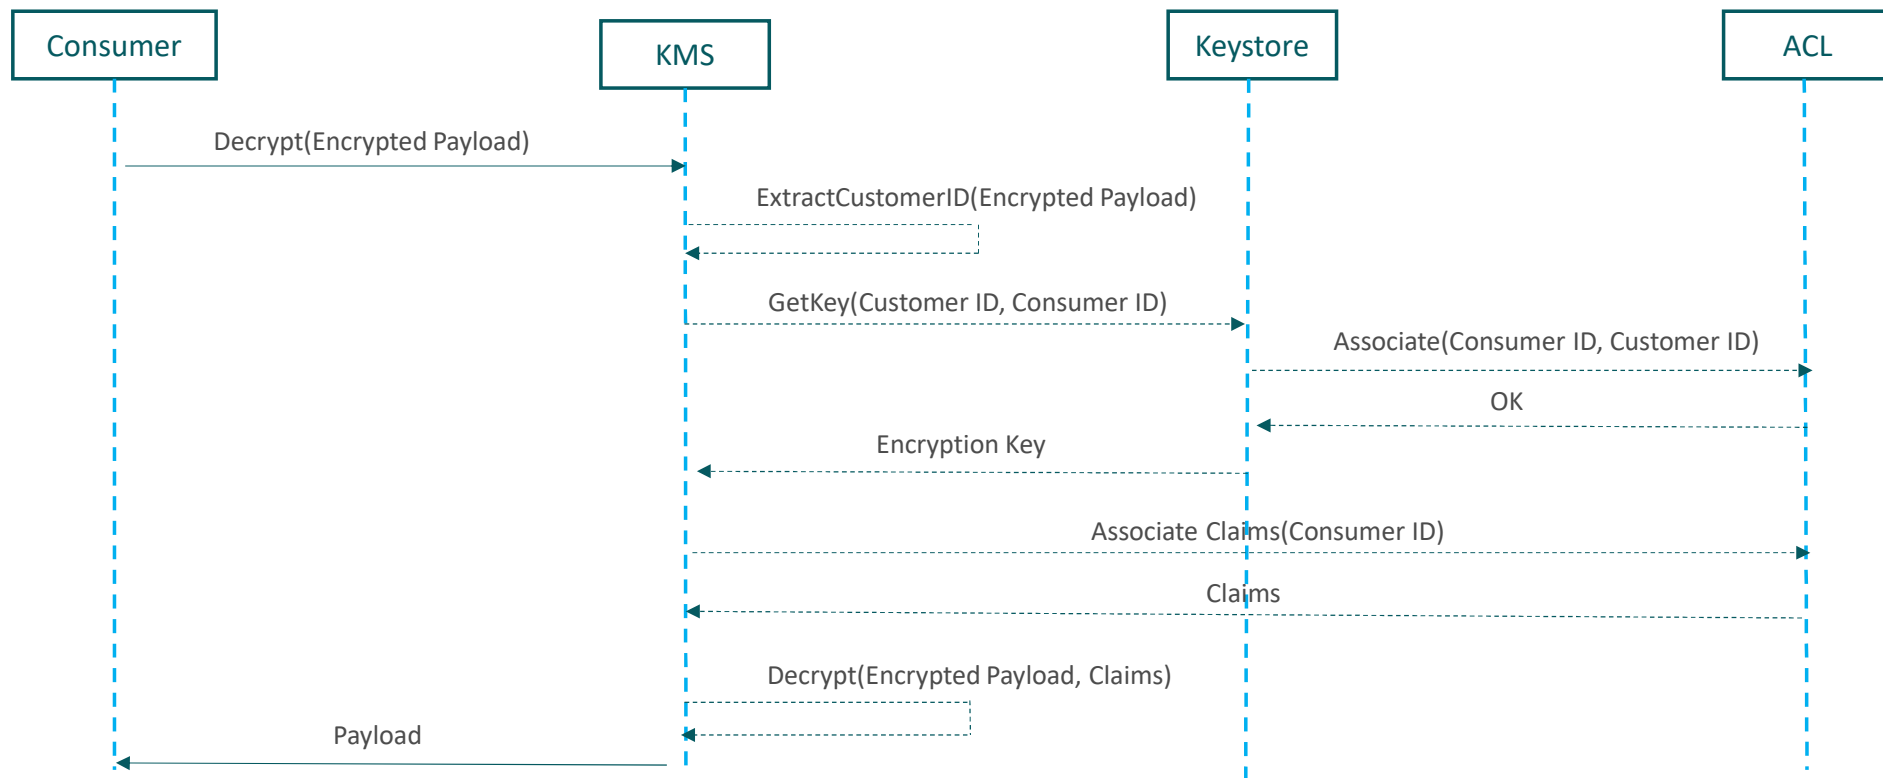 Consumer
KMS
Keystore
ACL
Decrypt(Encrypted Payload)
ExtractCustomerID(Encrypted Payload)
GetKey(Customer ID, Consumer ID)
Associate(Consumer ID, Customer ID)
OK
Encryption Key
Associate Claims(Consumer ID)
Claims
Decrypt(Encrypted Payload, Claims)
Payload